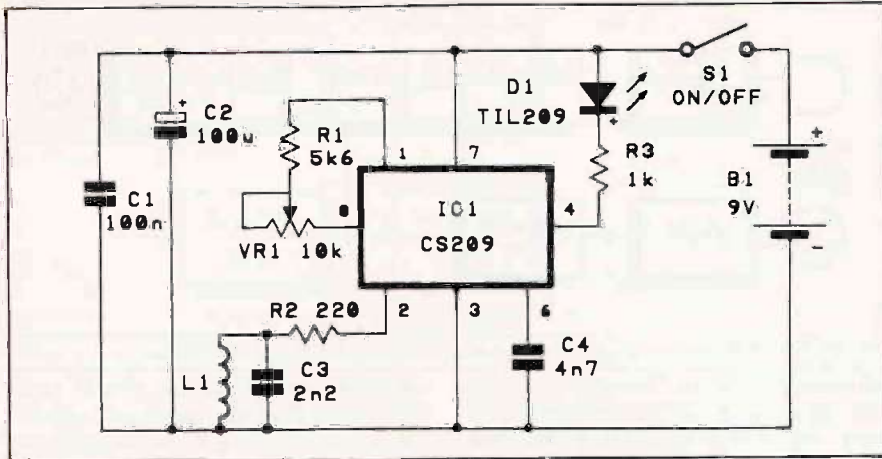 S1
ON/OFF
D1
TIL209
+
C2
100u
R1
5k6
1
7
R3
1k
+
B1
9V
-
C1
100n
8
IC1
CS209
4
VR1 10k
R2 220
2
3
6
C4
4n7
L1
C3
2n2
+